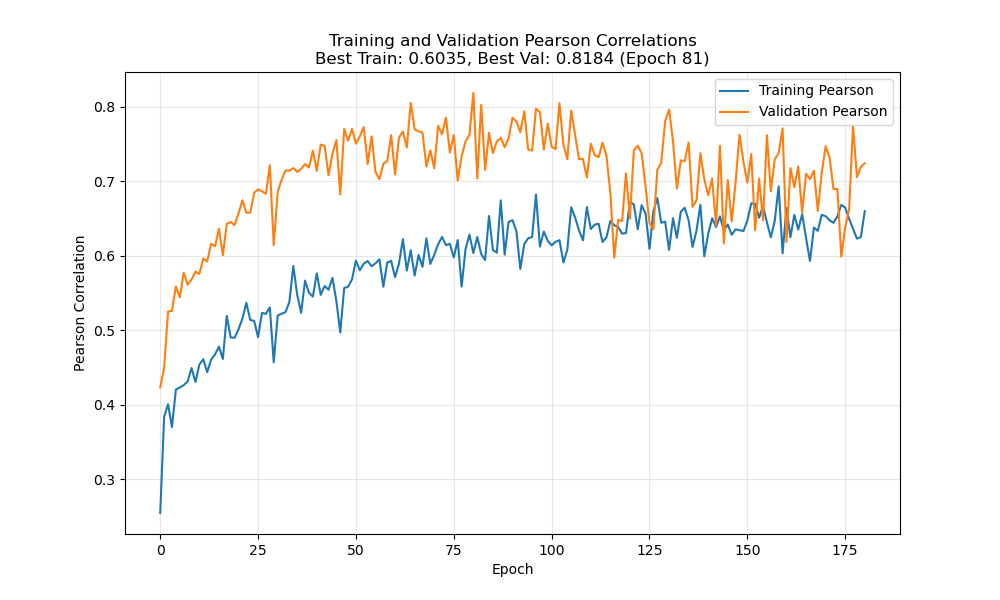 Training and Validation Pearson Correlations
Best Train: 0.6035, Best Val: 0.8184 (Epoch 81)
Training Pearson
Validation Pearson
Pearson Correlation
0.8
0.7
0.6
0.5
0.4
0.3
0 25 50 75 100 125 150 175
Epoch